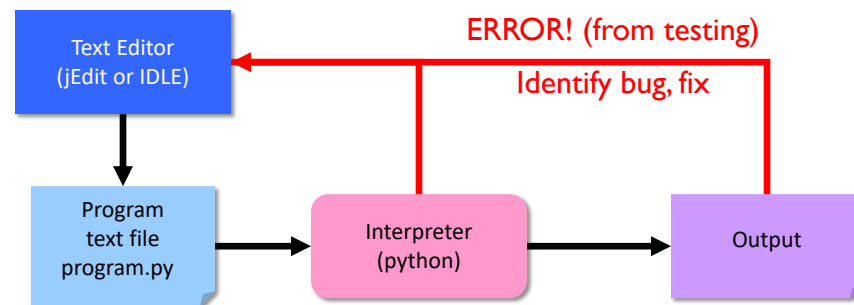 Text Editor
(jEdit or IDLE)
ERROR! (from testing)
Identify bug, fix
Program
text file
program.py
Interpreter
(python)
Output